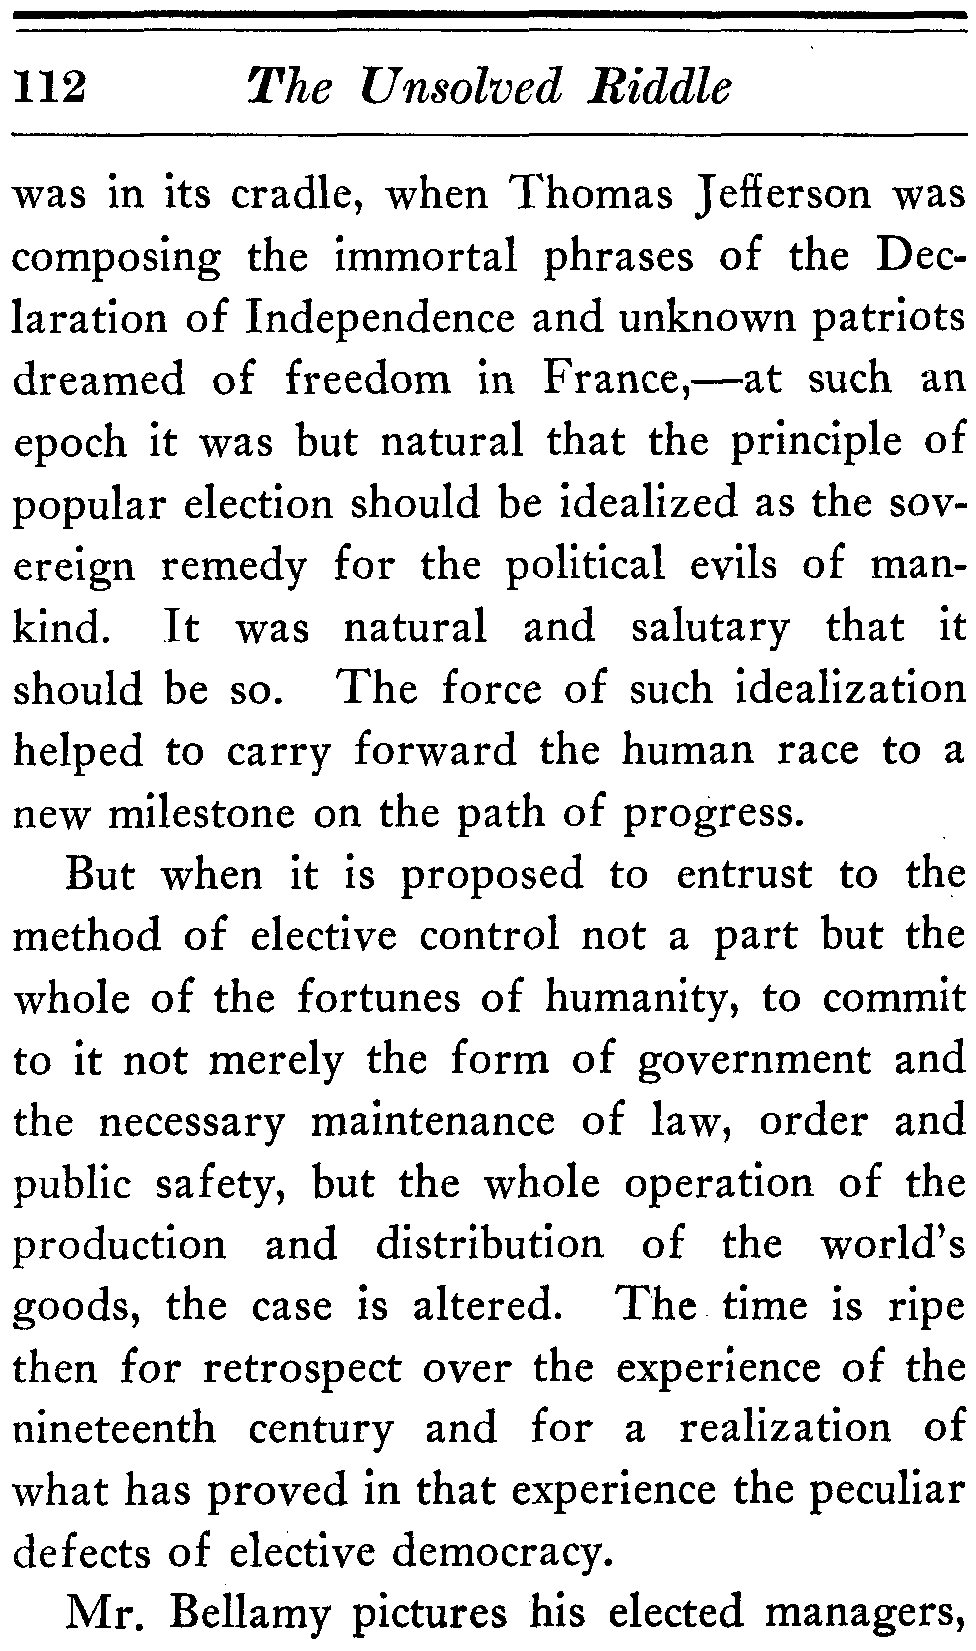 112 The Unsolved Riddle
was in its cradle, when Thomas Jefferson was
composing the immortal phrases of the Dec-
laration of Independence and unknown patriots
dreamed of freedom in France,—at such an
epoch it was but natural that the principle of
popular election should be idealized as the sov-
ereign remedy for the political evils of man-
kind. It was natural and salutary that it
should be so. The force of such idealization
helped to carry forward the human race to a
new milestone on the path of progress.
But when it is proposed to entrust to the
method of elective control not a part but the
whole of the fortunes of humanity, to commit
to it not merely the form of government and
the necessary maintenance of law, order and
public safety, but the whole operation of the
production and distribution of the world's
goods, the case is altered. The time is ripe
then for retrospect over the experience of the
nineteenth century and for a realization of
what has proved in that experience the peculiar
defects of elective democracy.
Mr. Bellamy pictures his elected managers,